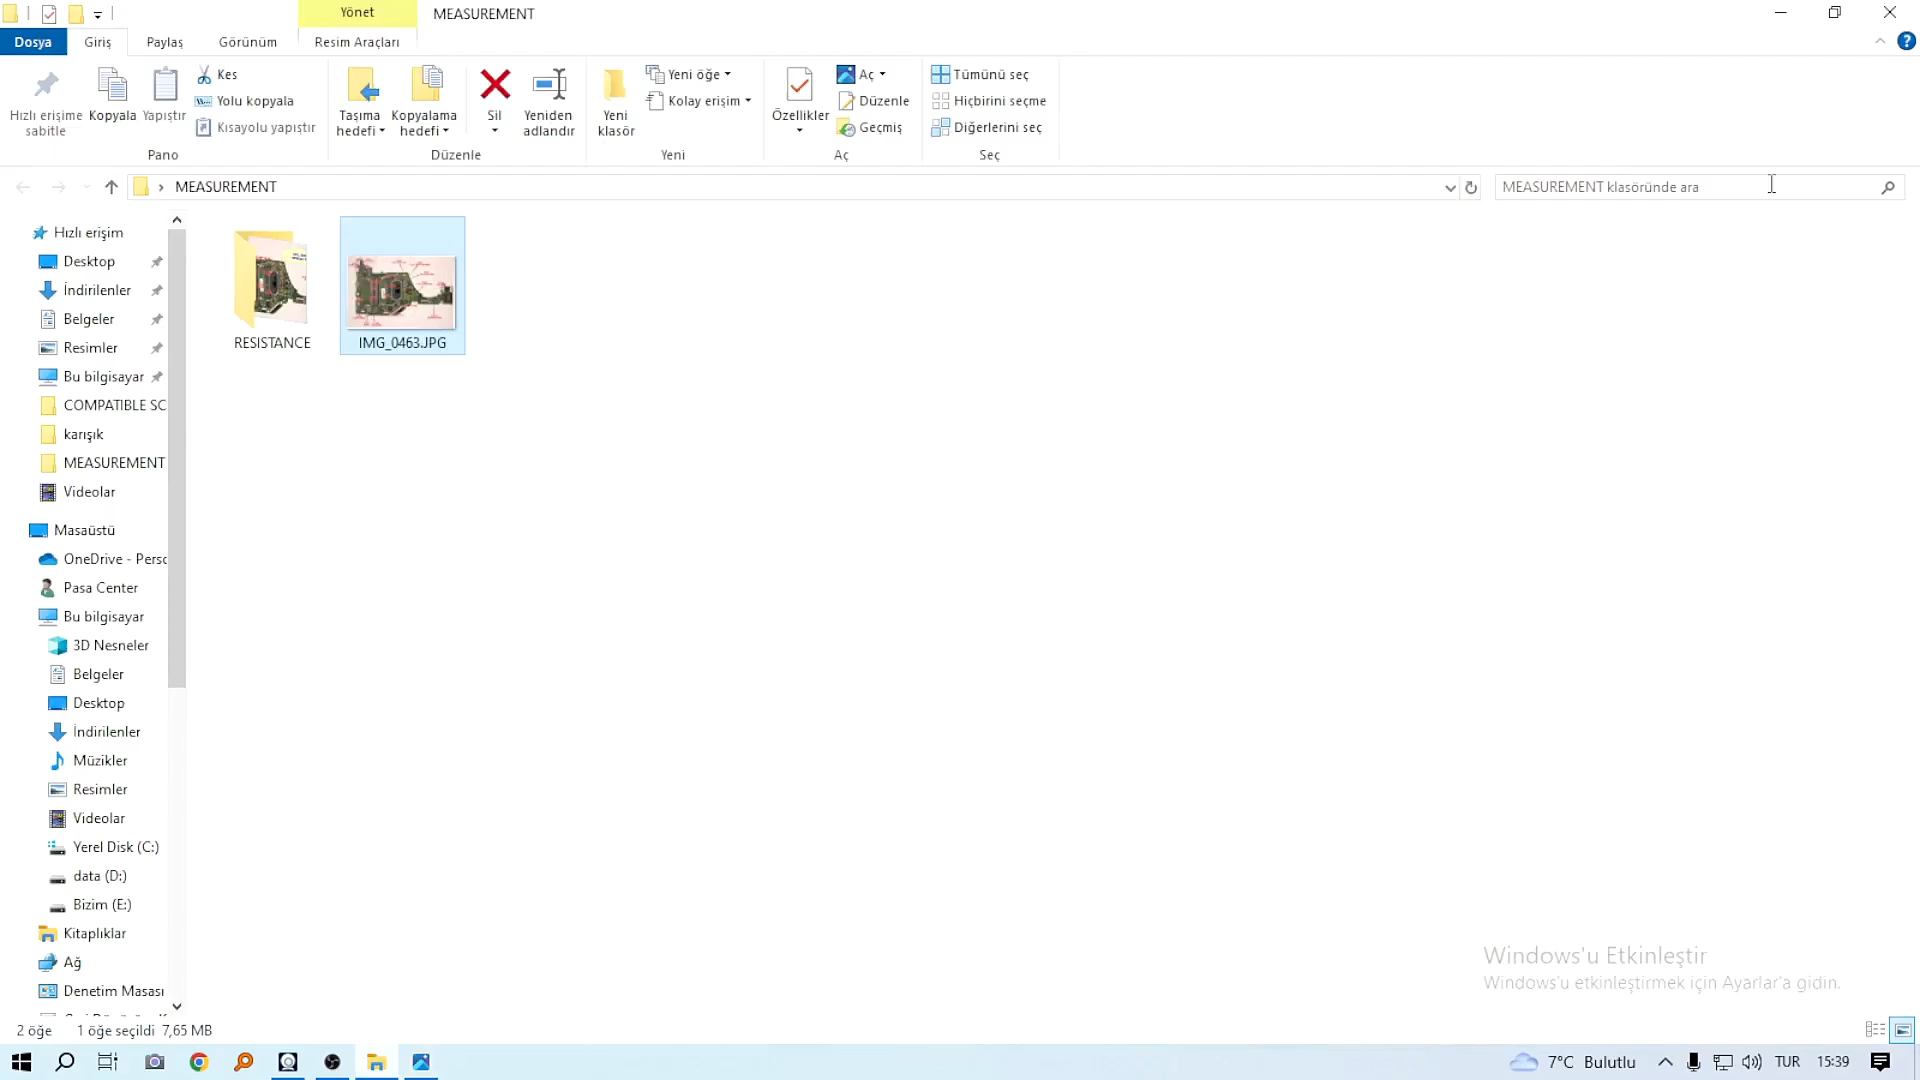 Yönet
MEASUREMENT
Dosya
Giriş
Paylaş
Görünüm
Resim Araçları
Hızlı erişime sabitle
Kopyala
Yapıştır
Kes
Yolu kopyala
Kısayolu yapıştır
Taşıma hedefi
Kopyalama hedefi
Sil
Yeniden adlandır
Yeni klasör
Yeni öğe
Kolay erişim
Özellikler
Aç
Düzenle
Geçmiş
Tümünü seç
Hiçbirini seçme
Diğerlerini seç
Pano
Düzenle
Yeni
Aç
Seç
MEASUREMENT
MEASUREMENT klasöründe ara
Hızlı erişim
Desktop
İndirilenler
Belgeler
Resimler
Bu bilgisayar
COMPATIBLE SC
karışık
MEASUREMENT
Videolar
Masaüstü
OneDrive - Perso
Pasa Center
Bu bilgisayar
3D Nesneler
Belgeler
Desktop
İndirilenler
Müzikler
Resimler
Videolar
Yerel Disk (C:)
data (D:)
Bizim (E:)
Kitaplıklar
Ağ
Denetim Masası
RESISTANCE
IMG_0463.JPG
Windows'u Etkinleştir
Windows'u etkinleştirmek için Ayarlar'a gidin.
2 öğe
1 öğe seçildi 7,65 MB
7°C Bulutlu
TUR
15:39